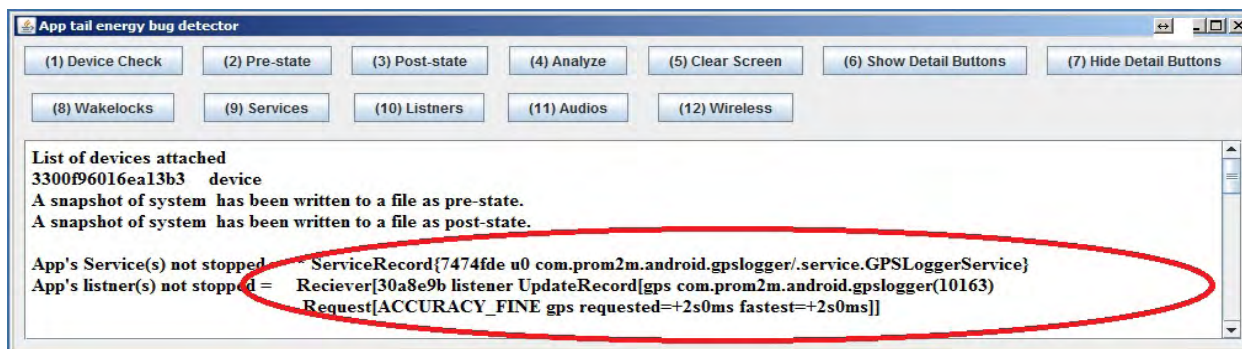 App tail energy bug detector
(1) Device Check (2) Pre-state (3) Post-state (4) Analyze (5) Clear Screen (6) Show Detail Buttons (7) Hide Detail Buttons
(8) Wakelocks (9) Services (10) Listners (11) Audios (12) Wireless
List of devices attached
3300f96016ea13b3 device
A snapshot of system has been written to a file as pre-state.
A snapshot of system has been written to a file as post-state.
App's Service(s) not stopped = * ServiceRecord{7474fde u0 com.prom2m.android.gpslogger/.service.GPSLoggerService}
App's listner(s) not stopped = Reciever[30a8e9b listener UpdateRecord[gps com.prom2m.android.gpslogger(10163)
Request[ACCURACY_FINE gps requested=+2s0ms fastest=+2s0ms]]